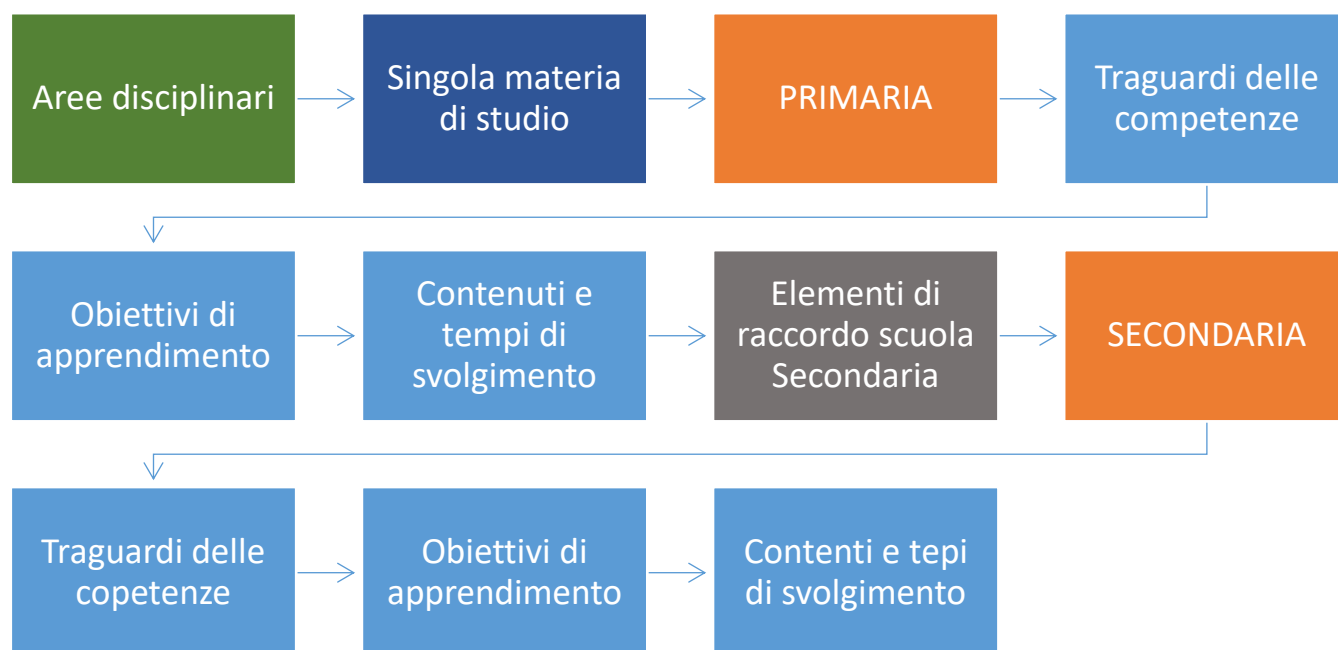 Aree disciplinari
Singola materia
di studio
PRIMARIA
Traguardi delle
competenze
Obiettivi di
apprendimento
Contenuti e
tempi di
svolgimento
Elementi di
raccordo scuola
Secondaria
SECONDARIA
Traguardi delle
copetenze
Obiettivi di
apprendimento
Contenti e tepi
di svolgimento